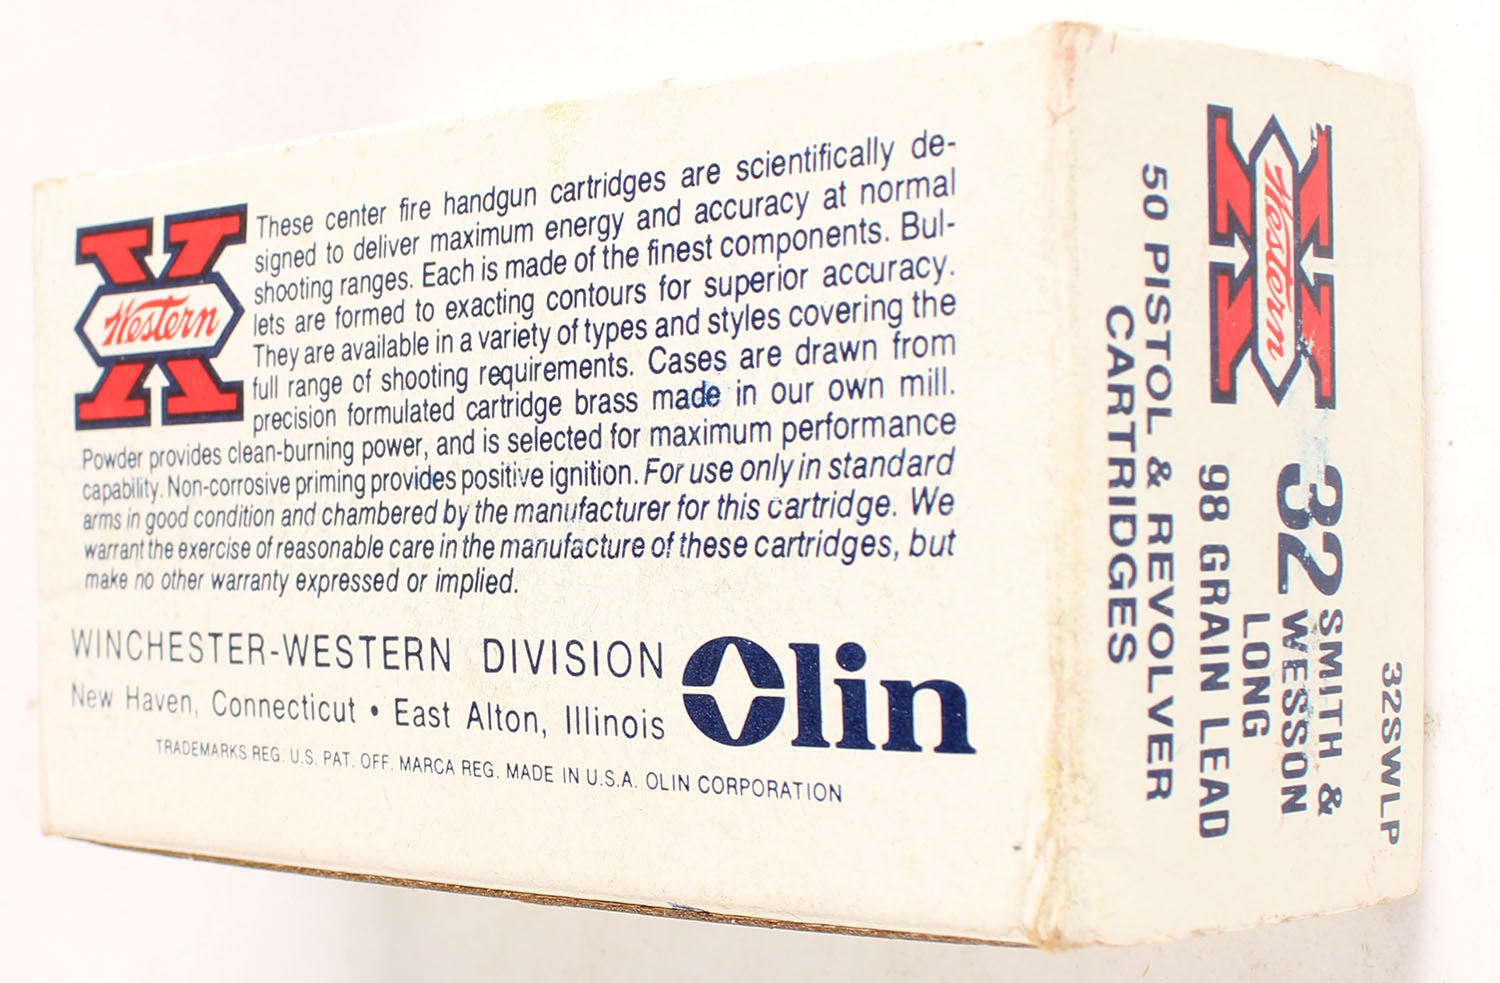 Western
These center fire handgun cartridges are scientifically de-
signed to deliver maximum energy and accuracy at normal
shooting ranges. Each is made of the finest components. Bul-
lets are formed to exacting contours for superior accuracy.
They are available in a variety of types and styles covering the
full range of shooting requirements. Cases are drawn from
precision formulated cartridge brass made in our own mill.
Powder provides clean-burning power, and is selected for maximum performance
capability. Non-corrosive priming provides positive ignition. For use only in standard
arms in good condition and chambered by the manufacturer for this cartridge. We
warrant the exercise of reasonable care in the manufacture of these cartridges, but
make no other warranty expressed or implied.
WINCHESTER-WESTERN DIVISION
New Haven, Connecticut • East Alton, Illinois
Olin
TRADEMARKS REG. U.S. PAT. OFF. MARCA REG. MADE IN U.S.A. OLIN CORPORATION
32SWLP
X
Western
32 SMITH &
WESSON
LONG
98 GRAIN LEAD
50 PISTOL & REVOLVER
CARTRIDGES